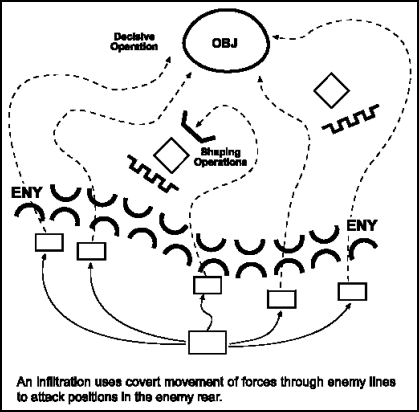 Decisive
Operation
OBJ
Shaping
Operations
ENY
ENY
An infiltration uses covert movement of forces through enemy lines
to attack positions in the enemy rear.